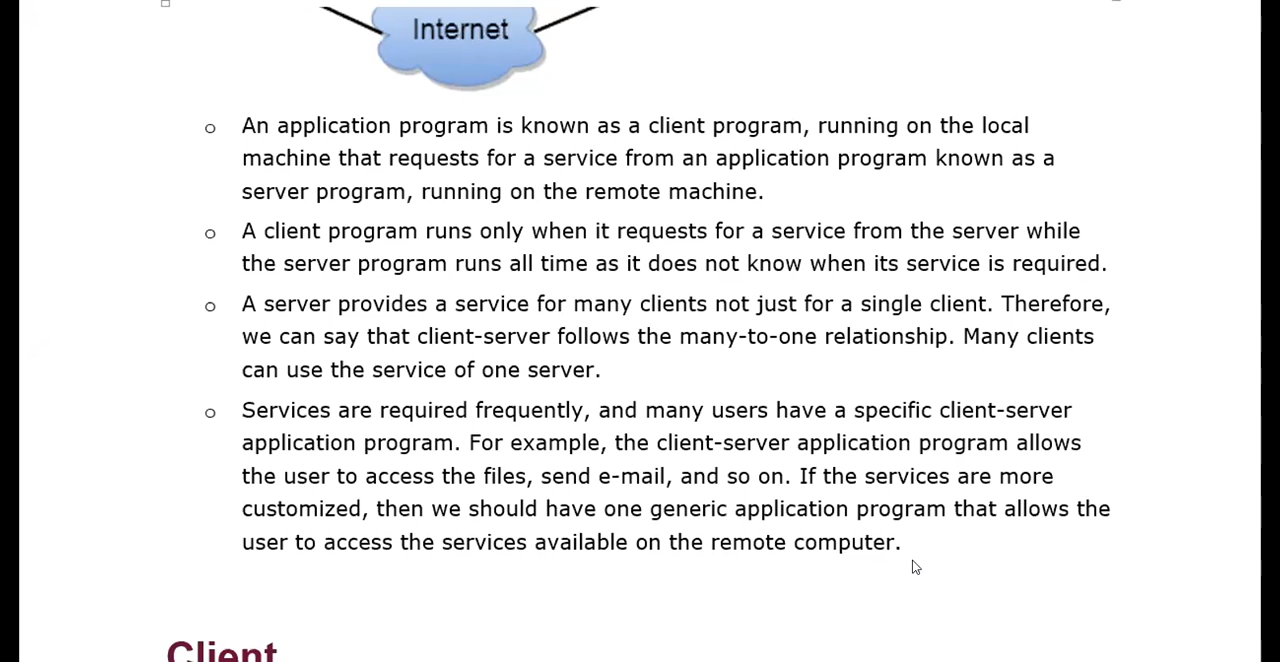 Internet
o An application program is known as a client program, running on the local
machine that requests for a service from an application program known as a
server program, running on the remote machine.
o A client program runs only when it requests for a service from the server while
the server program runs all time as it does not know when its service is required.
o A server provides a service for many clients not just for a single client. Therefore,
we can say that client-server follows the many-to-one relationship. Many clients
can use the service of one server.
o Services are required frequently, and many users have a specific client-server
application program. For example, the client-server application program allows
the user to access the files, send e-mail, and so on. If the services are more
customized, then we should have one generic application program that allows the
user to access the services available on the remote computer.
Client